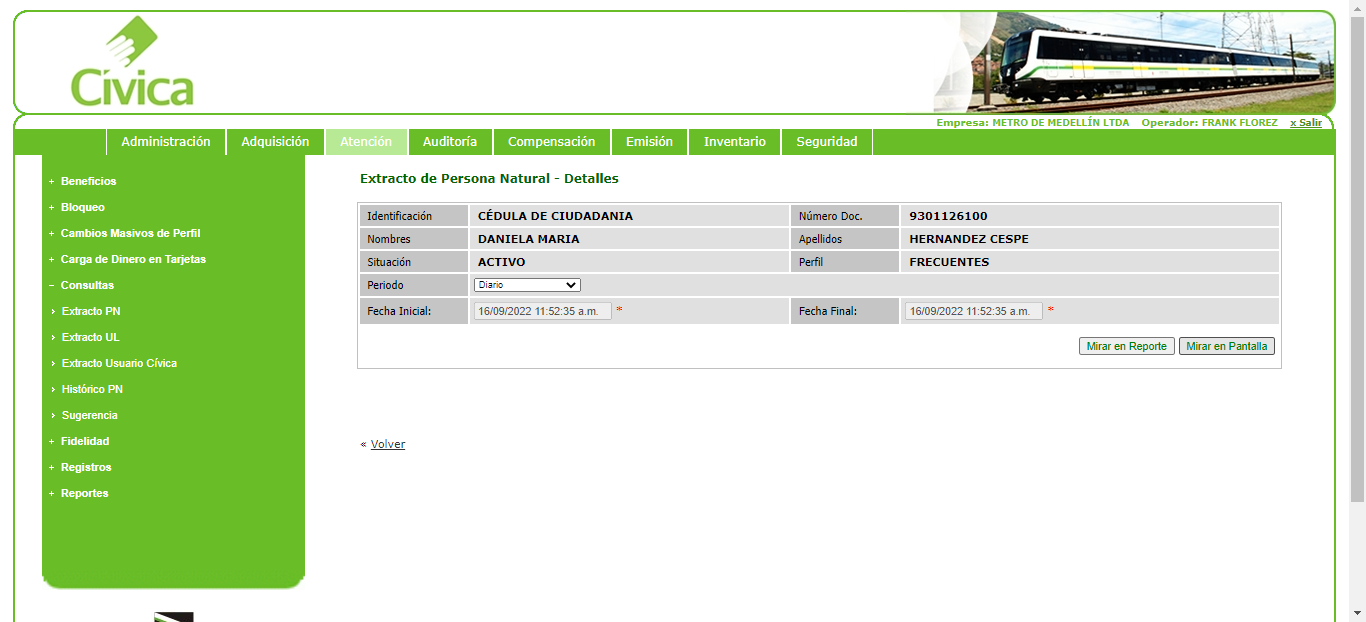 Cívica
Empresa: METRO DE MEDELLÍN LTDA Operador: FRANK FLOREZ x Salir
Administración Adquisición Atención Auditoría Compensación Emisión Inventario Seguridad
+ Beneficios
+ Bloqueo
+ Cambios Masivos de Perfil
+ Carga de Dinero en Tarjetas
– Consultas
› Extracto PN
› Extracto UL
› Extracto Usuario Cívica
› Histórico PN
› Sugerencia
+ Fidelidad
+ Registros
+ Reportes
Extracto de Persona Natural - Detalles
Identificación CÉDULA DE CIUDADANIA Número Doc. 9301126100
Nombres DANIELA MARIA Apellidos HERNANDEZ CESPE
Situación ACTIVO Perfil FRECUENTES
Periodo Diario
Fecha Inicial: 16/09/2022 11:52:35 a.m. * Fecha Final: 16/09/2022 11:52:35 a.m. *
Mirar en Reporte Mirar en Pantalla
« Volver